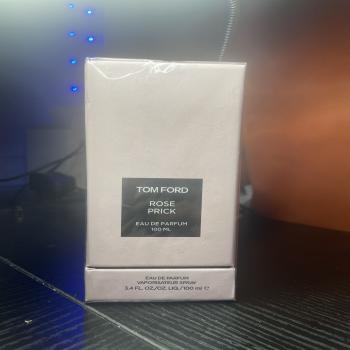 TOM FORD
ROSE
PRICK
EAU DE PARFUM
100 ML
EAU DE PARFUM
VAPORISATEUR SPRAY
3.4 FL. OZ./OZ. LIQ./100 ml ℮